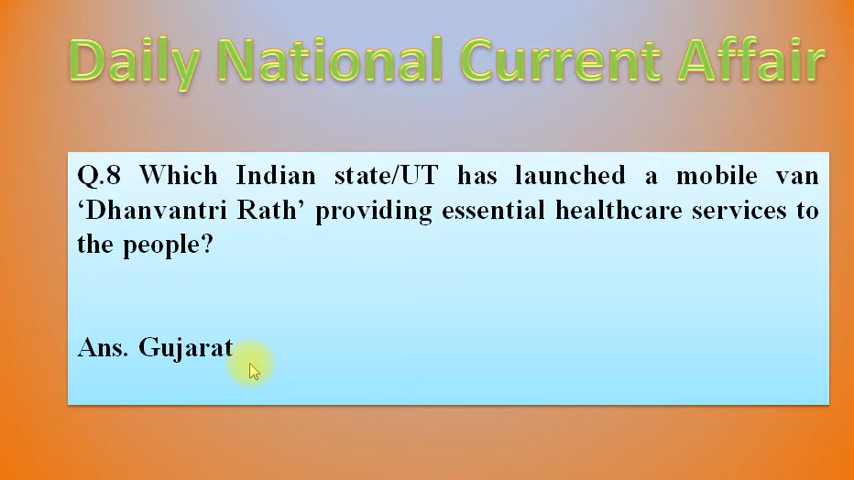 Daily National Current Affair
Q.8 Which Indian state/UT has launched a mobile van
‘Dhanvantri Rath’ providing essential healthcare services to
the people?
Ans. Gujarat